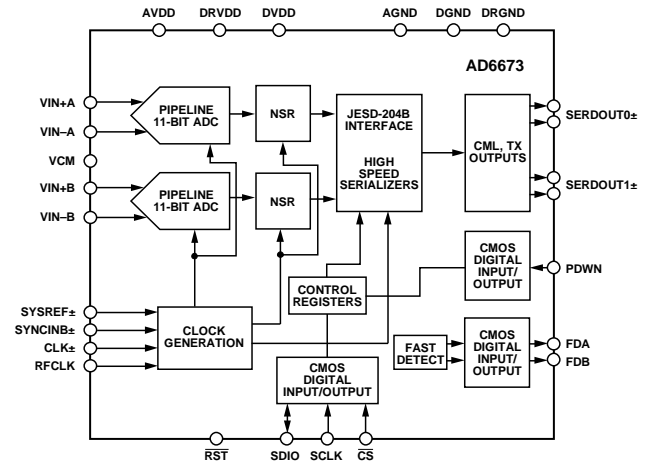 AVDD DRVDD DVDD AGND DGND DRGND
AD6673
VIN+A
VIN–A
VCM
VIN+B
VIN–B
PIPELINE
11-BIT ADC
NSR
PIPELINE
11-BIT ADC
NSR
JESD-204B
INTERFACE
HIGH
SPEED
SERIALIZERS
CML, TX
OUTPUTS
SERDOUT0±
SERDOUT1±
CMOS
DIGITAL
INPUT/
OUTPUT
PDWN
CONTROL
REGISTERS
SYSREF±
SYNCINB±
CLK±
RFCLK
CLOCK
GENERATION
FAST
DETECT
CMOS
DIGITAL
INPUT/
OUTPUT
FDA
FDB
CMOS
DIGITAL
INPUT/OUTPUT
RST SDIO SCLK CS